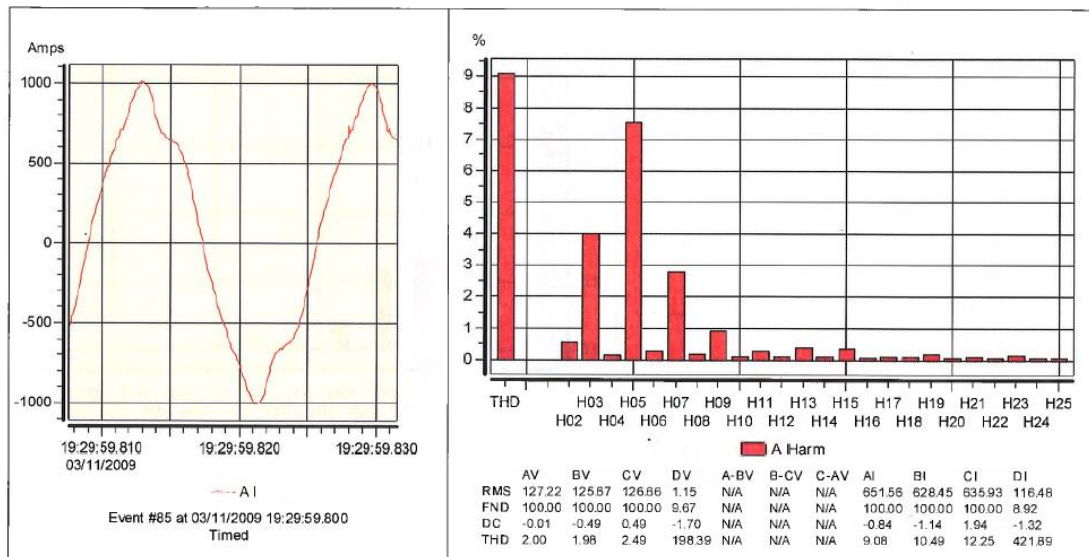 Amps
1000
500
0
-500
-1000
19:29:59.810
19:29:59.820
19:29:59.830
03/11/2009
A I
Event #85 at 03/11/2009 19:29:59.800
Timed
%
9
8
7
6
5
4
3
2
1
0
THD H03 H05 H07 H09 H11 H13 H15 H17 H19 H21 H23 H25
H02 H04 H06 H08 H10 H12 H14 H16 H18 H20 H22 H24
A IHarm
AV BV CV DV A-BV B-CV C-AV AI BI CI DI
RMS 127.22 125.67 126.66 1.15 N/A N/A N/A 651.56 628.45 635.93 116.48
FND 100.00 100.00 100.00 9.67 N/A N/A N/A 100.00 100.00 100.00 8.92
DC -0.01 -0.49 0.49 -1.70 N/A N/A N/A -0.84 -1.14 1.94 -1.32
THD 2.00 1.98 2.49 198.39 N/A N/A N/A 9.08 10.49 12.25 421.89